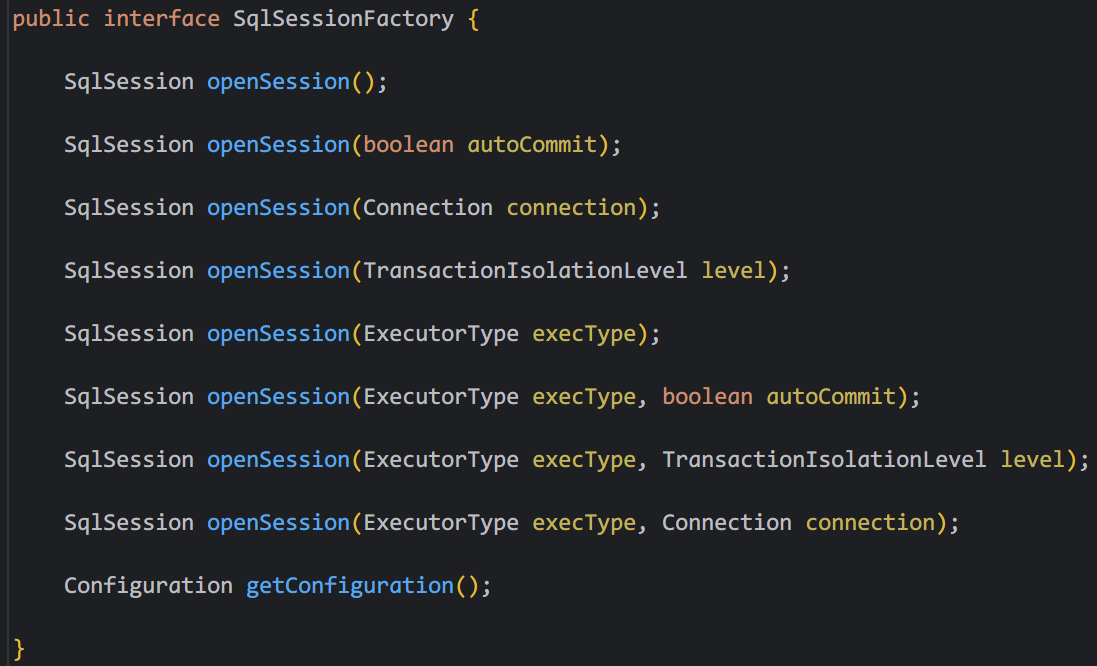 public interface SqlSessionFactory {
SqlSession openSession();
SqlSession openSession(boolean autoCommit);
SqlSession openSession(Connection connection);
SqlSession openSession(TransactionIsolationLevel level);
SqlSession openSession(ExecutorType execType);
SqlSession openSession(ExecutorType execType, boolean autoCommit);
SqlSession openSession(ExecutorType execType, TransactionIsolationLevel level);
SqlSession openSession(ExecutorType execType, Connection connection);
Configuration getConfiguration();
}